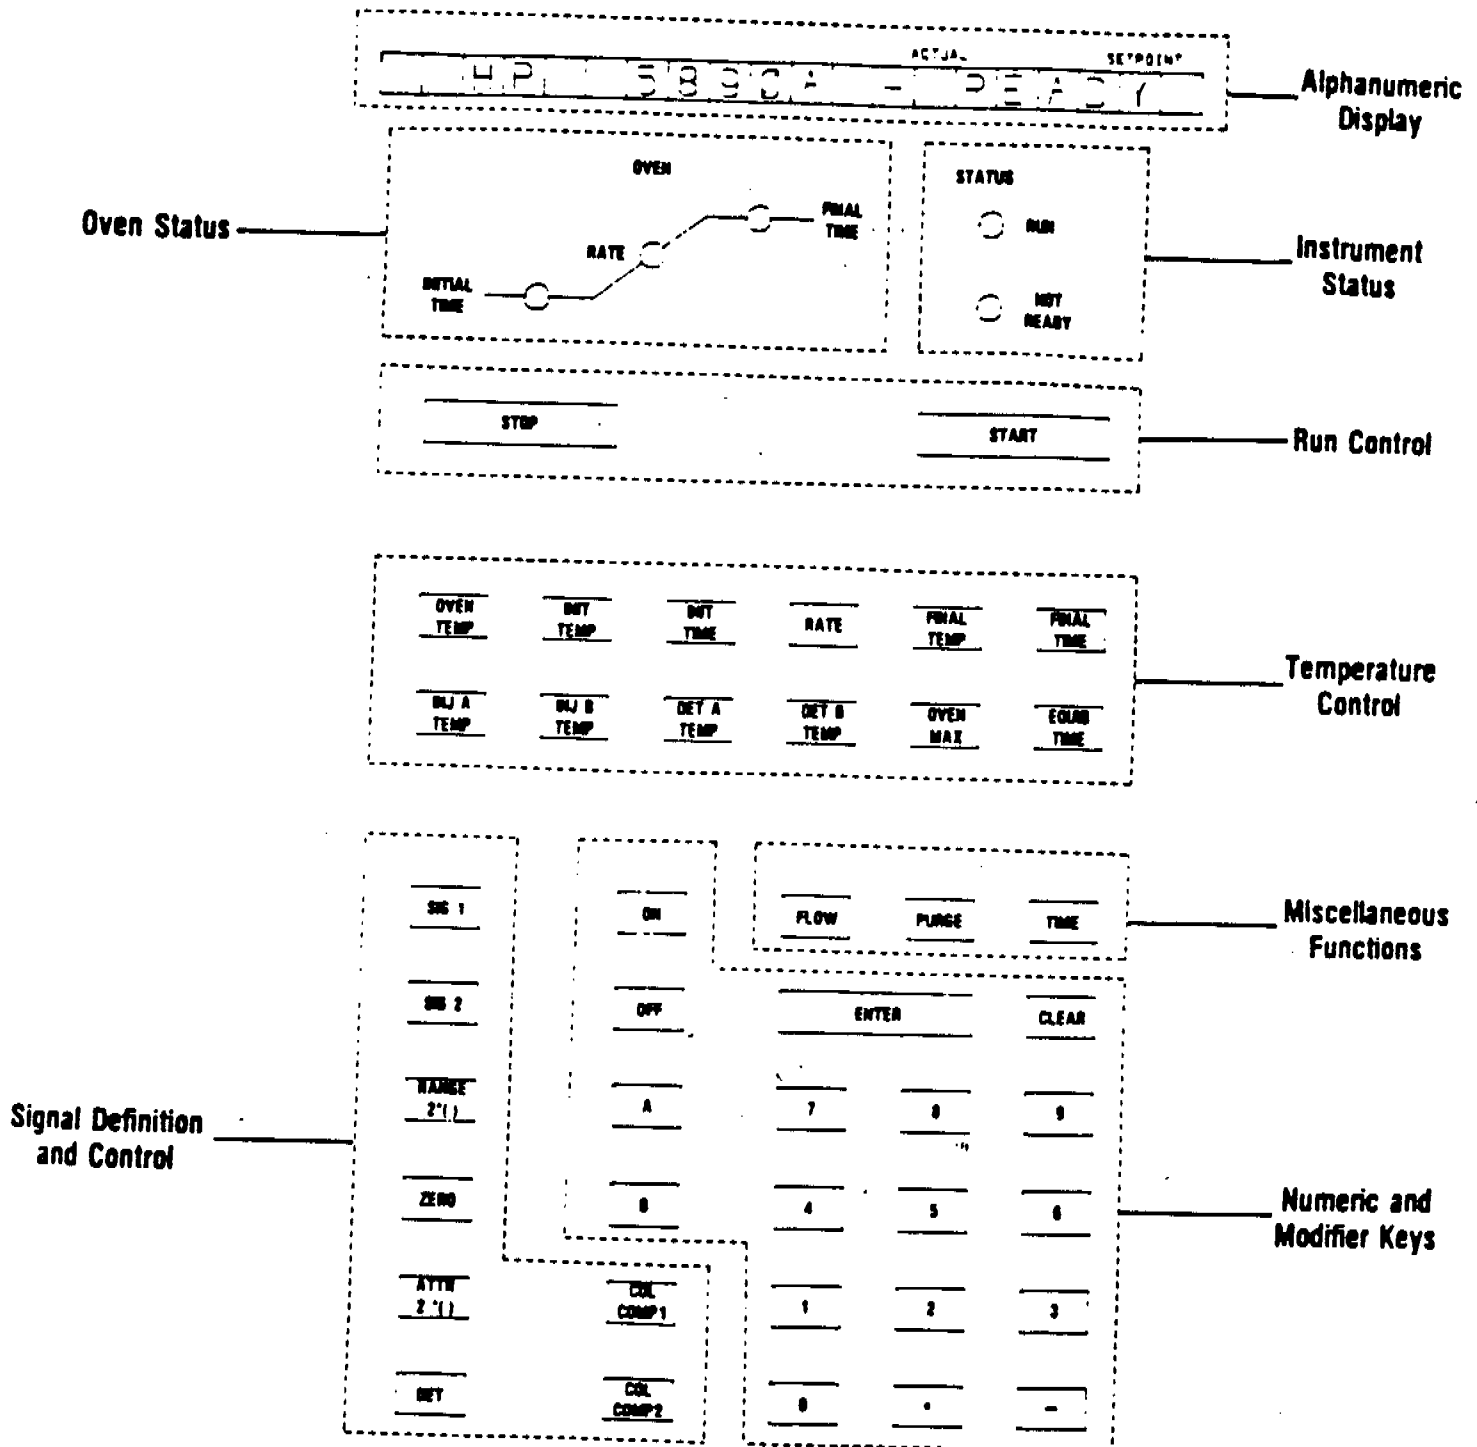 ACTUAL SETPOINT
HP 5890A - READY
Alphanumeric
Display
OVEN
STATUS
FINAL
TIME
RUN
RATE
INITIAL
TIME
NOT
READY
Oven Status
Instrument
Status
STOP
START
Run Control
OVEN
TEMP
INIT
TEMP
INIT
TIME
RATE
FINAL
TEMP
FINAL
TIME
INJ A
TEMP
INJ B
TEMP
DET A
TEMP
DET B
TEMP
OVEN
MAX
EQUIB
TIME
Temperature
Control
SIG 1
ON
FLOW
PURGE
TIME
Miscellaneous
Functions
SIG 2
OFF
ENTER
CLEAR
RANGE
2^()
A
7
8
9
Signal Definition
and Control
ZERO
B
4
5
6
Numeric and
Modifier Keys
ATTN
2^()
COL
COMP1
1
2
3
DET
COL
COMP2
0
.
-